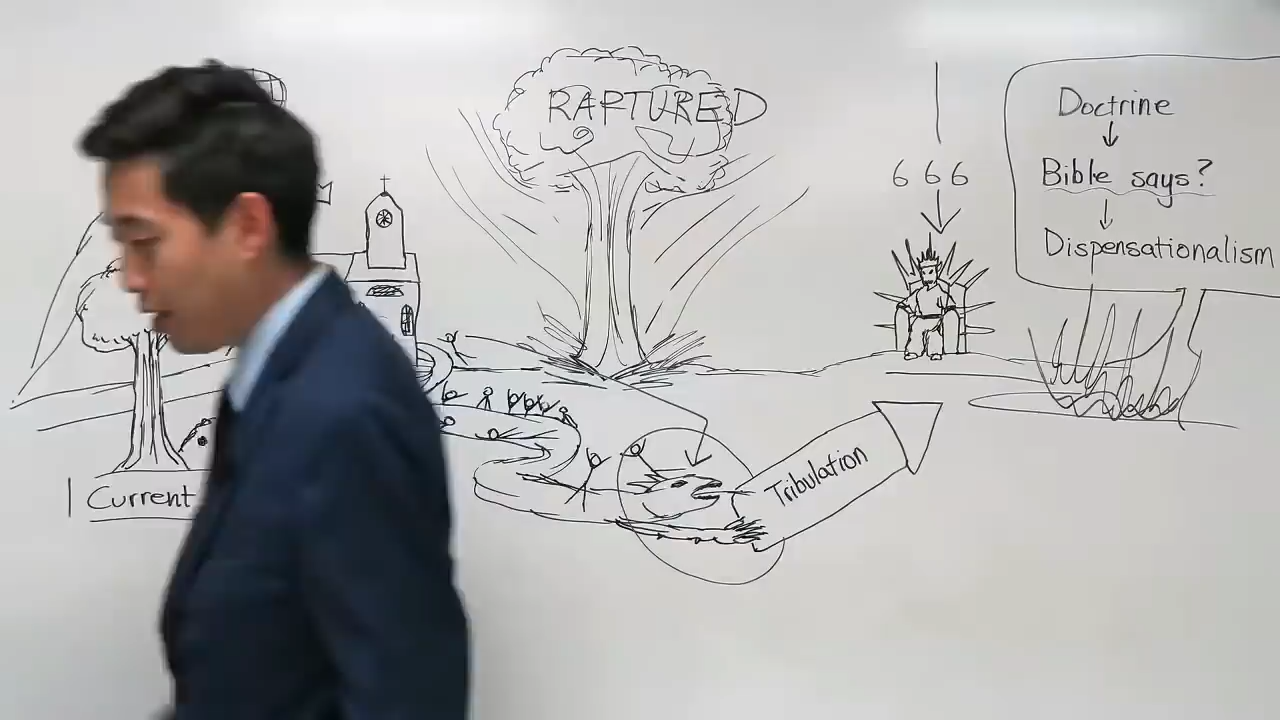 RAPTURED
666
Doctrine
Bible says?
Dispensationalism
Tribulation
Current